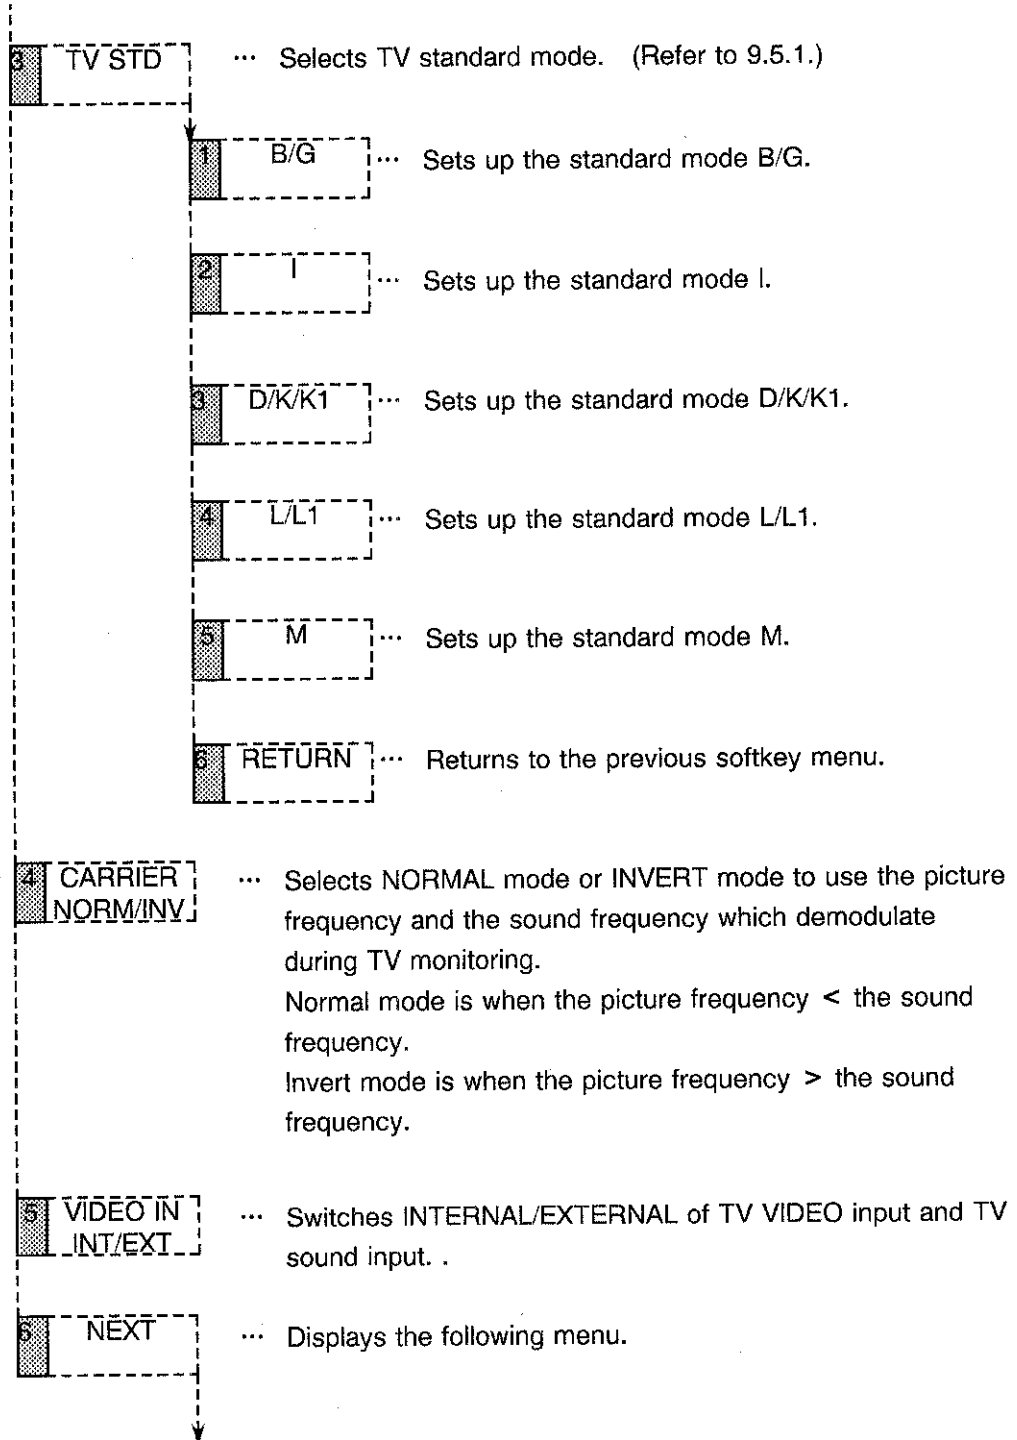 3 TV STD ... Selects TV standard mode. (Refer to 9.5.1.)
1 B/G ... Sets up the standard mode B/G.
2 I ... Sets up the standard mode I.
3 D/K/K1 ... Sets up the standard mode D/K/K1.
4 L/L1 ... Sets up the standard mode L/L1.
5 M ... Sets up the standard mode M.
6 RETURN ... Returns to the previous softkey menu.
4 CARRIER NORM/INV ... Selects NORMAL mode or INVERT mode to use the picture
frequency and the sound frequency which demodulate
during TV monitoring.
Normal mode is when the picture frequency < the sound
frequency.
Invert mode is when the picture frequency > the sound
frequency.
5 VIDEO IN INT/EXT ... Switches INTERNAL/EXTERNAL of TV VIDEO input and TV
sound input. .
6 NEXT ... Displays the following menu.